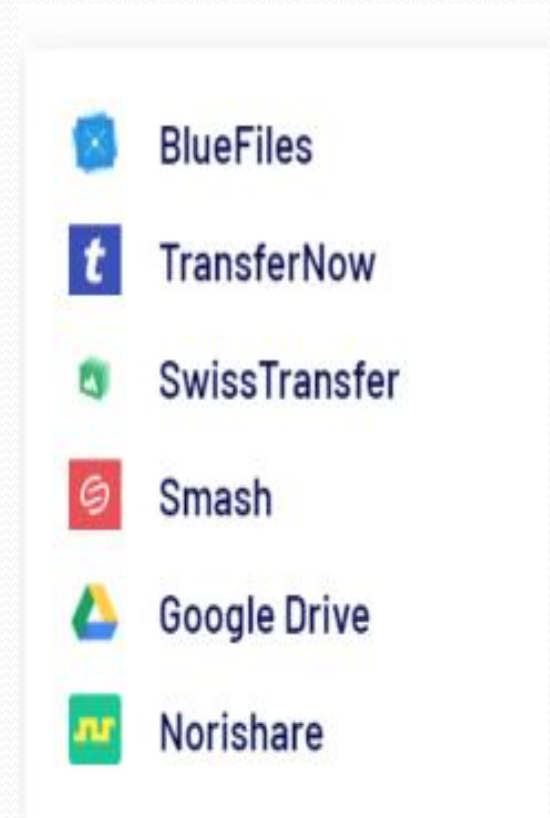 BlueFiles
t
TransferNow
SwissTransfer
Smash
Google Drive
Norishare